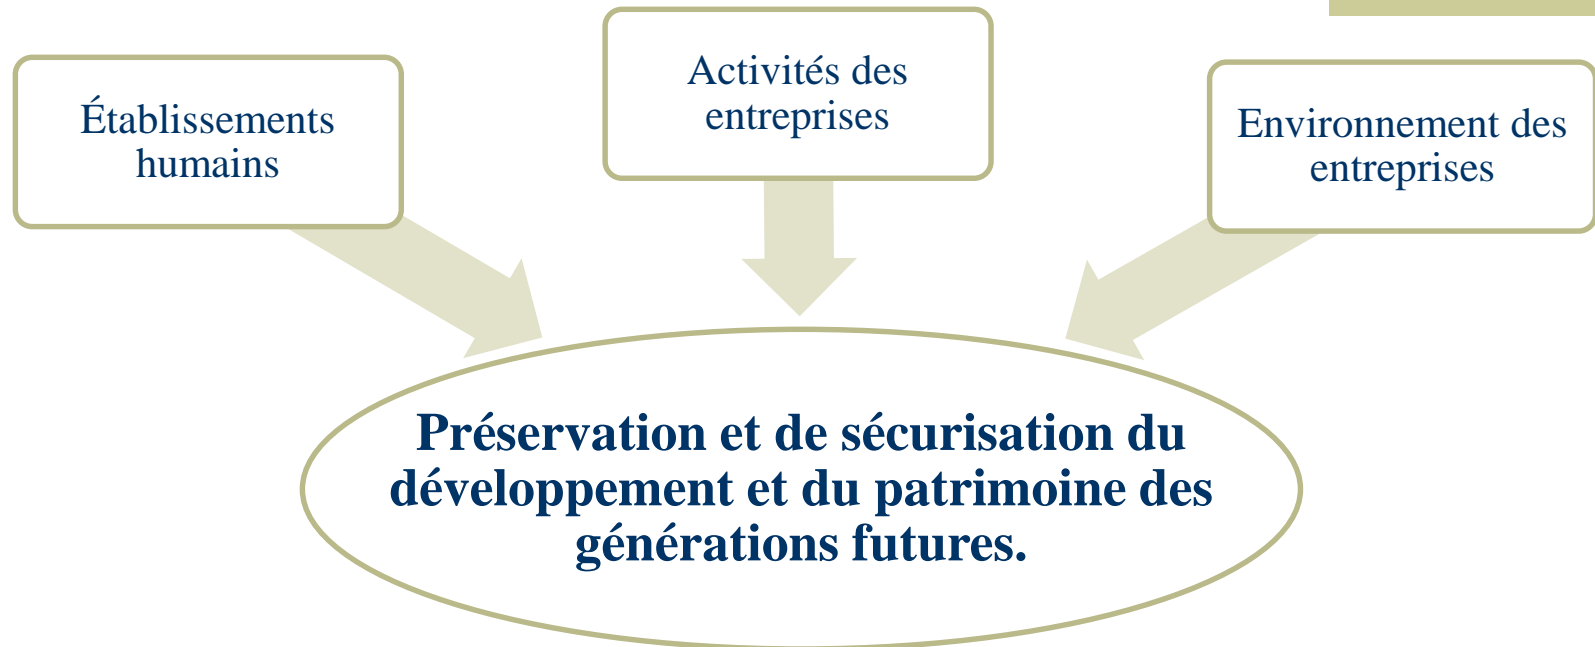 Établissements
humains
Activités des
entreprises
Environnement des
entreprises
Préservation et de sécurisation du
développement et du patrimoine des
générations futures.